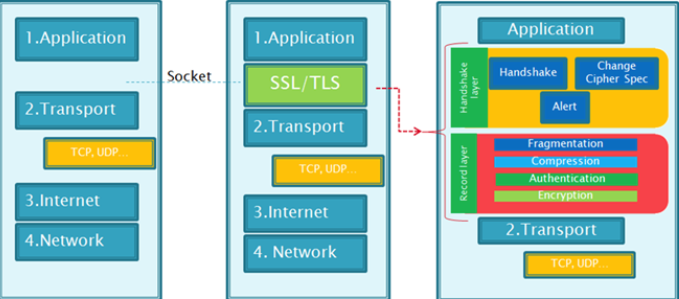 1.Application
2.Transport
TCP, UDP...
3.Internet
4.Network
Socket
1.Application
SSL/TLS
2.Transport
TCP, UDP...
3.Internet
4. Network
Application
Handshake layer
Handshake
Change
Cipher Spec
Alert
Record layer
Fragmentation
Compression
Authentication
Encryption
2.Transport
TCP, UDP...